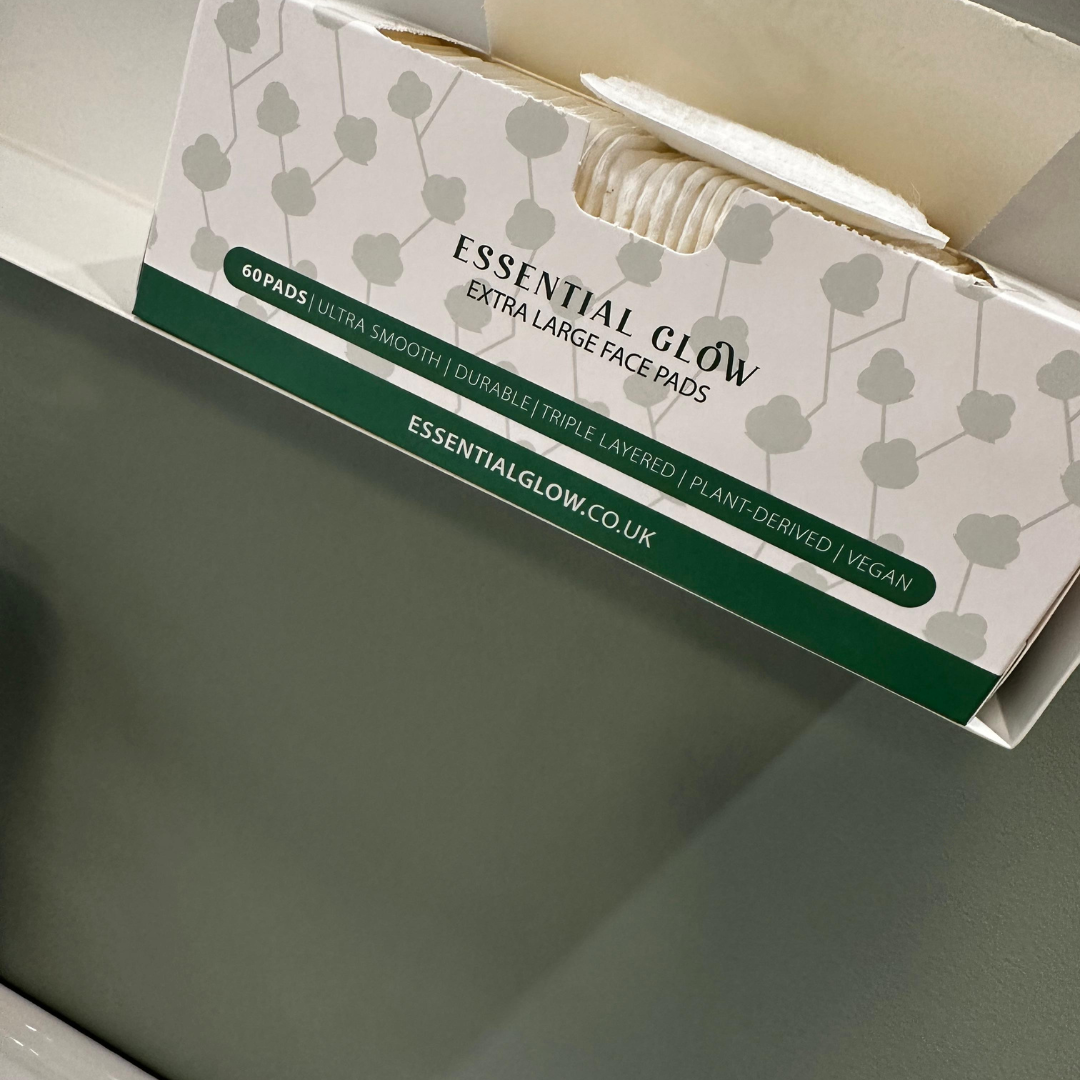 ESSENTIAL GLOW
EXTRA LARGE FACE PADS
60 PADS | ULTRA SMOOTH | DURABLE | TRIPLE LAYERED | PLANT-DERIVED | VEGAN
ESSENTIALGLOW.CO.UK